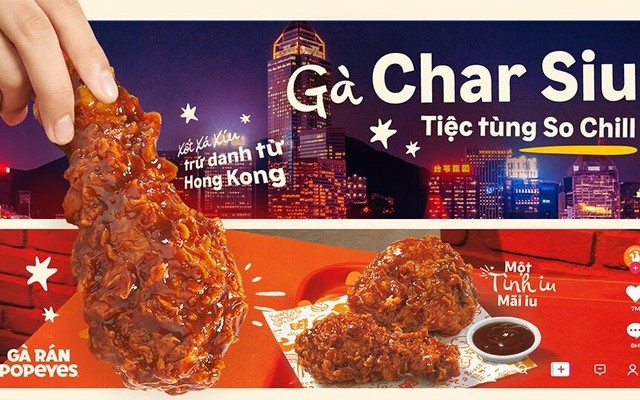 Gà Char Siu
Tiệc tùng So Chill
Xốt Xá Xíu
trứ danh từ
Hong Kong
Một
Tình iu
Mãi iu
GÀ RÁN
POPEYES